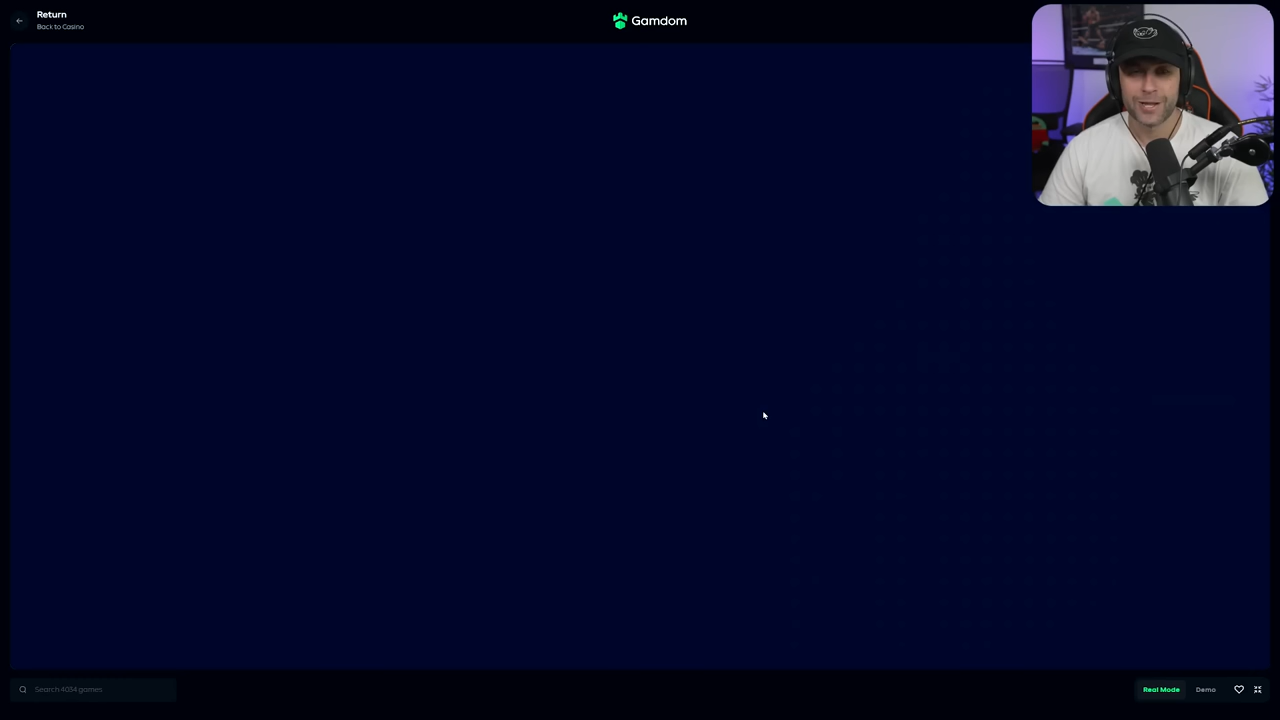 Return
Back to Casino
Gamdom
Search 4034 games
Real Mode
Demo